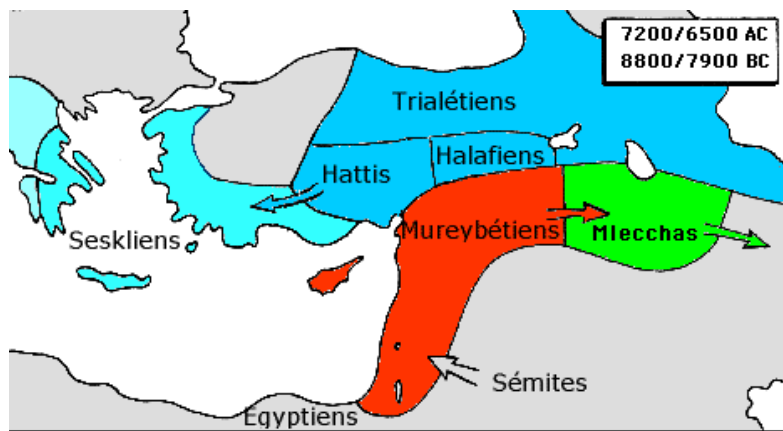 7200/6500 AC
8800/7900 BC
Trialétiens
Halafiens
Hattis
Mureybétiens
Mlecchas
Seskliens
Sémites
Egyptiens